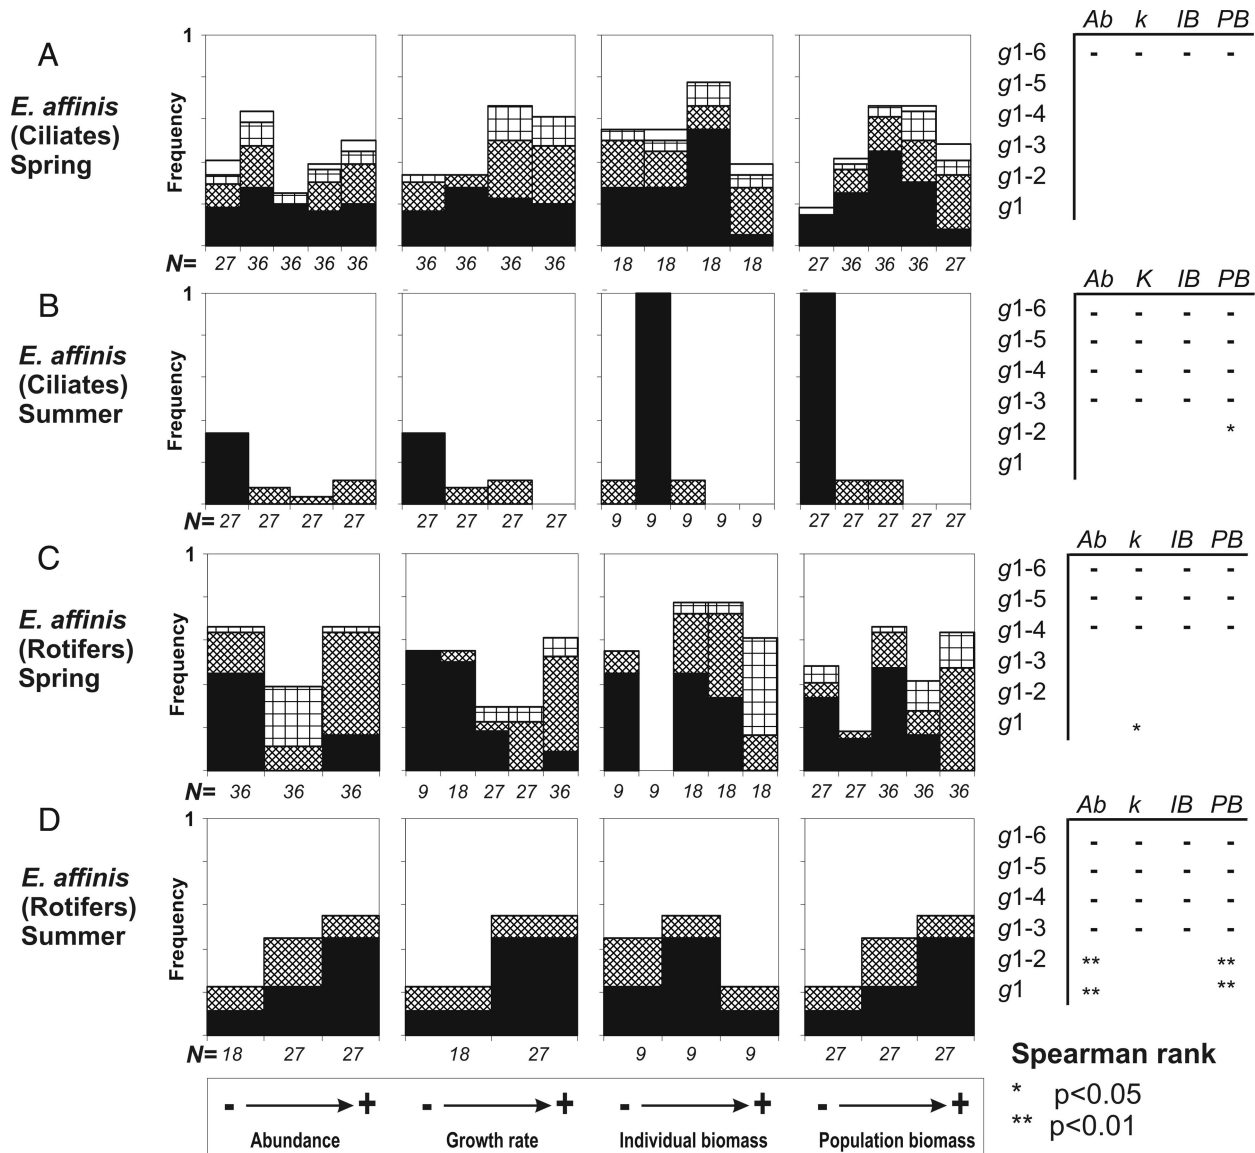 A
E. affinis
(Ciliates)
Spring
Frequency
1
N= 27 36 36 36 36 36 36 36 36 18 18 18 18 27 36 36 36 27
Ab k IB PB
g1-6 - - - -
g1-5
g1-4
g1-3
g1-2
g1
B
E. affinis
(Ciliates)
Summer
Frequency
1
N= 27 27 27 27 27 27 27 27 9 9 9 9 9 27 27 27 27 27
Ab K IB PB
g1-6 - - - -
g1-5 - - - -
g1-4 - - - -
g1-3 - - - -
g1-2 *
g1
C
E. affinis
(Rotifers)
Spring
Frequency
1
N= 36 36 36 9 18 27 27 36 9 9 18 18 18 27 27 36 36 36
Ab k IB PB
g1-6 - - - -
g1-5 - - - -
g1-4 - - - -
g1-3
g1-2
g1 *
D
E. affinis
(Rotifers)
Summer
Frequency
1
N= 18 27 27 18 27 9 9 9 27 27 27
Ab k IB PB
g1-6 - - - -
g1-5 - - - -
g1-4 - - - -
g1-3 - - - -
g1-2 ** **
g1 ** **
- + - + - + - +
Abundance Growth rate Individual biomass Population biomass
Spearman rank
* p<0.05
** p<0.01